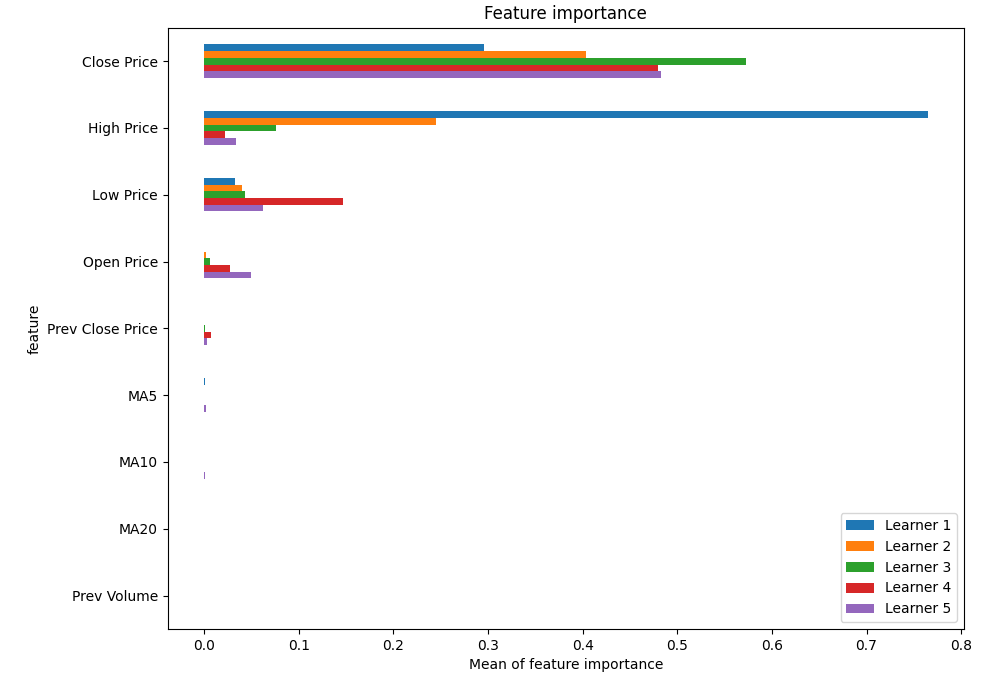 Feature importance
Close Price
High Price
Low Price
Open Price
Prev Close Price
MA5
MA10
MA20
Prev Volume
feature
0.0 0.1 0.2 0.3 0.4 0.5 0.6 0.7 0.8
Mean of feature importance
Learner 1
Learner 2
Learner 3
Learner 4
Learner 5